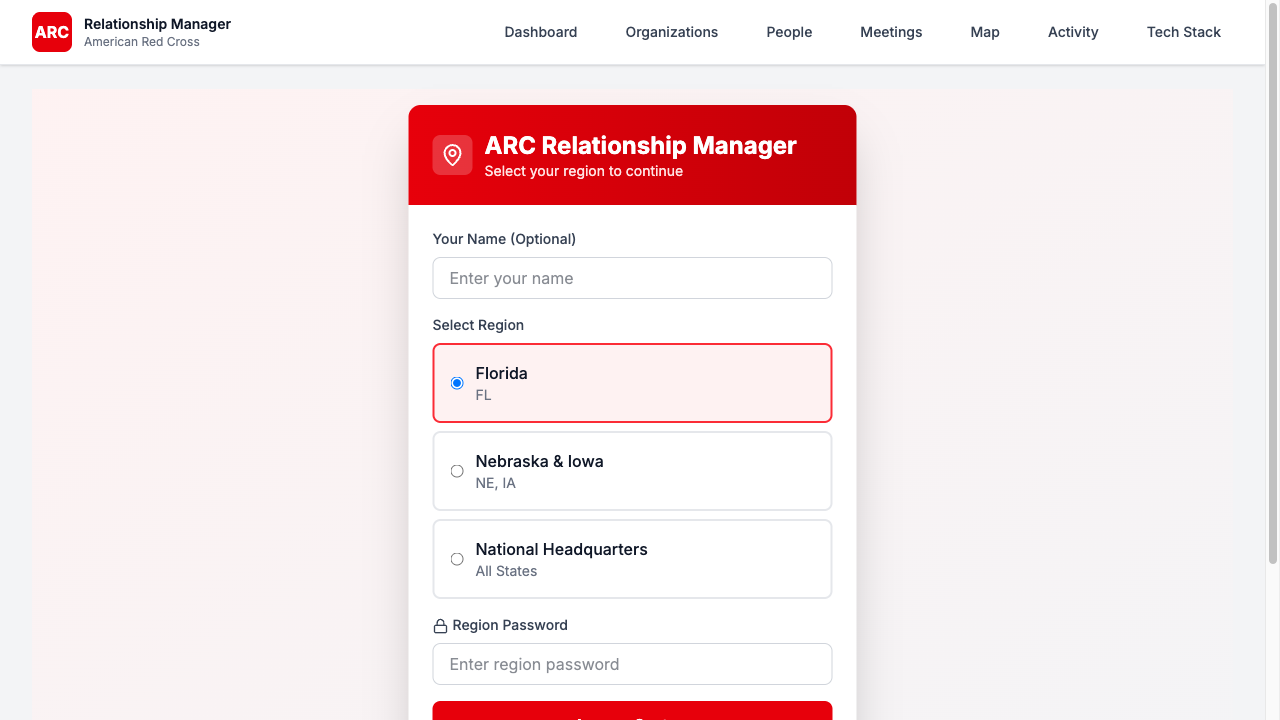 ARC
Relationship Manager
American Red Cross
Dashboard
Organizations
People
Meetings
Map
Activity
Tech Stack
ARC Relationship Manager
Select your region to continue
Your Name (Optional)
Enter your name
Select Region
Florida
FL
Nebraska & Iowa
NE, IA
National Headquarters
All States
Region Password
Enter region password